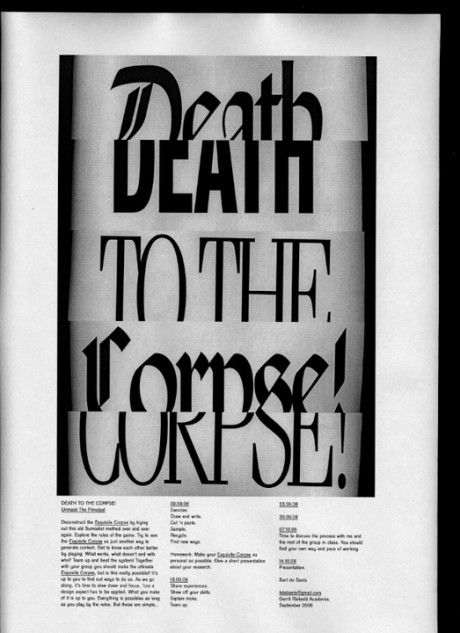 Death
DEATH
TO THE
Corpse!
CORPSE!
DEATH TO THE CORPSE!
Unmask The Principal
Deconstruct the Exquisite Corpse by trying
out this old Surrealist method over and over
again. Explore the rules of the game. Try to see
the Exquisite Corpse as just another way to
generate content. Get to know each other better
by playing. What works, what doesn't and with
who? Team up and beat the system! Together
with your group you should make the ultimate
Exquisite Corpse, but is this really possible? It's
up to you to find out ways to do so. As we go
along, it's time to slow down and focus,
design expect has to be applied. What you make
of it is up to you. Everything is possible as long
as you play by the rules. But these are simple...
09.09.08
Exercise.
Draw and write.
Cut 'n paste.
Sample.
Recycle.
Find new ways.
Homework: Make your Exquisite Corpse as
personal as possible. Give a short presentation
about your research.
16.09.08
Share experiences.
Show off your skills.
Explain tricks.
Team up.
23.09.08
30.09.08
07.10.08
Time to discuss the process with me and
the rest of the group in class. You should
find your own way and pace of working.
14.10.08
Presentation.
Bart de Baets
Gerrit Rietveld Academie,
September 2008